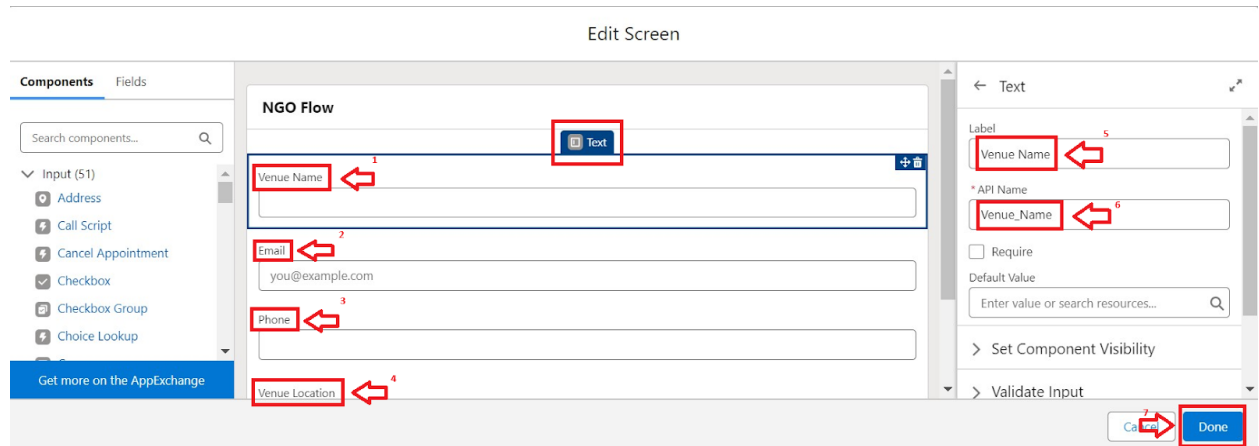 Edit Screen
Components Fields
Search components...
Input (51)
Address
Call Script
Cancel Appointment
Checkbox
Checkbox Group
Choice Lookup
Get more on the AppExchange
NGO Flow
Text
Venue Name
1
Email
2
you@example.com
Phone
3
Venue Location
4
Text
Label
5
Venue Name
* API Name
6
Venue_Name
Require
Default Value
Enter value or search resources...
Set Component Visibility
Validate Input
7
Cancel
Done